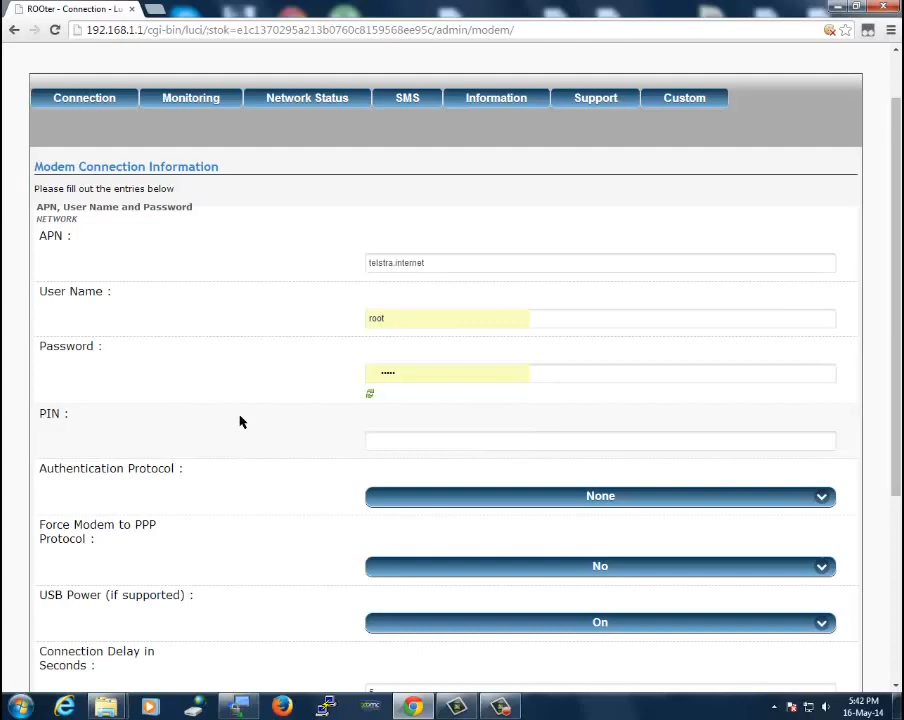 ROOter - Connection - Lu
192.168.1.1/cgi-bin/luci/;stok=e1c1370295a213b0760c8159568ee95c/admin/modem/
Connection Monitoring Network Status SMS Information Support Custom
Modem Connection Information
Please fill out the entries below
APN, User Name and Password
NETWORK
APN :
telstra.internet
User Name :
root
Password :
•••••
PIN :
Authentication Protocol :
None
Force Modem to PPP
Protocol :
No
USB Power (if supported) :
On
Connection Delay in
Seconds :
5:42 PM
16-May-14